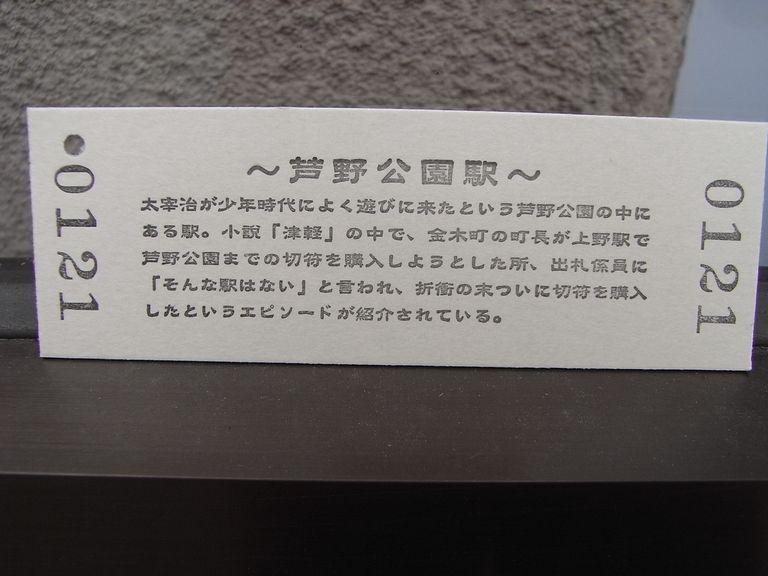 ～芦野公園駅～
太宰治が少年時代によく遊びに来たという芦野公園の中に
ある駅。小説「津軽」の中で、金木町の町長が上野駅で
芦野公園までの切符を購入しようとした所、出札係員に
「そんな駅はない」と言われ、折衝の末ついに切符を購入
したというエピソードが紹介されている。
0121
0121